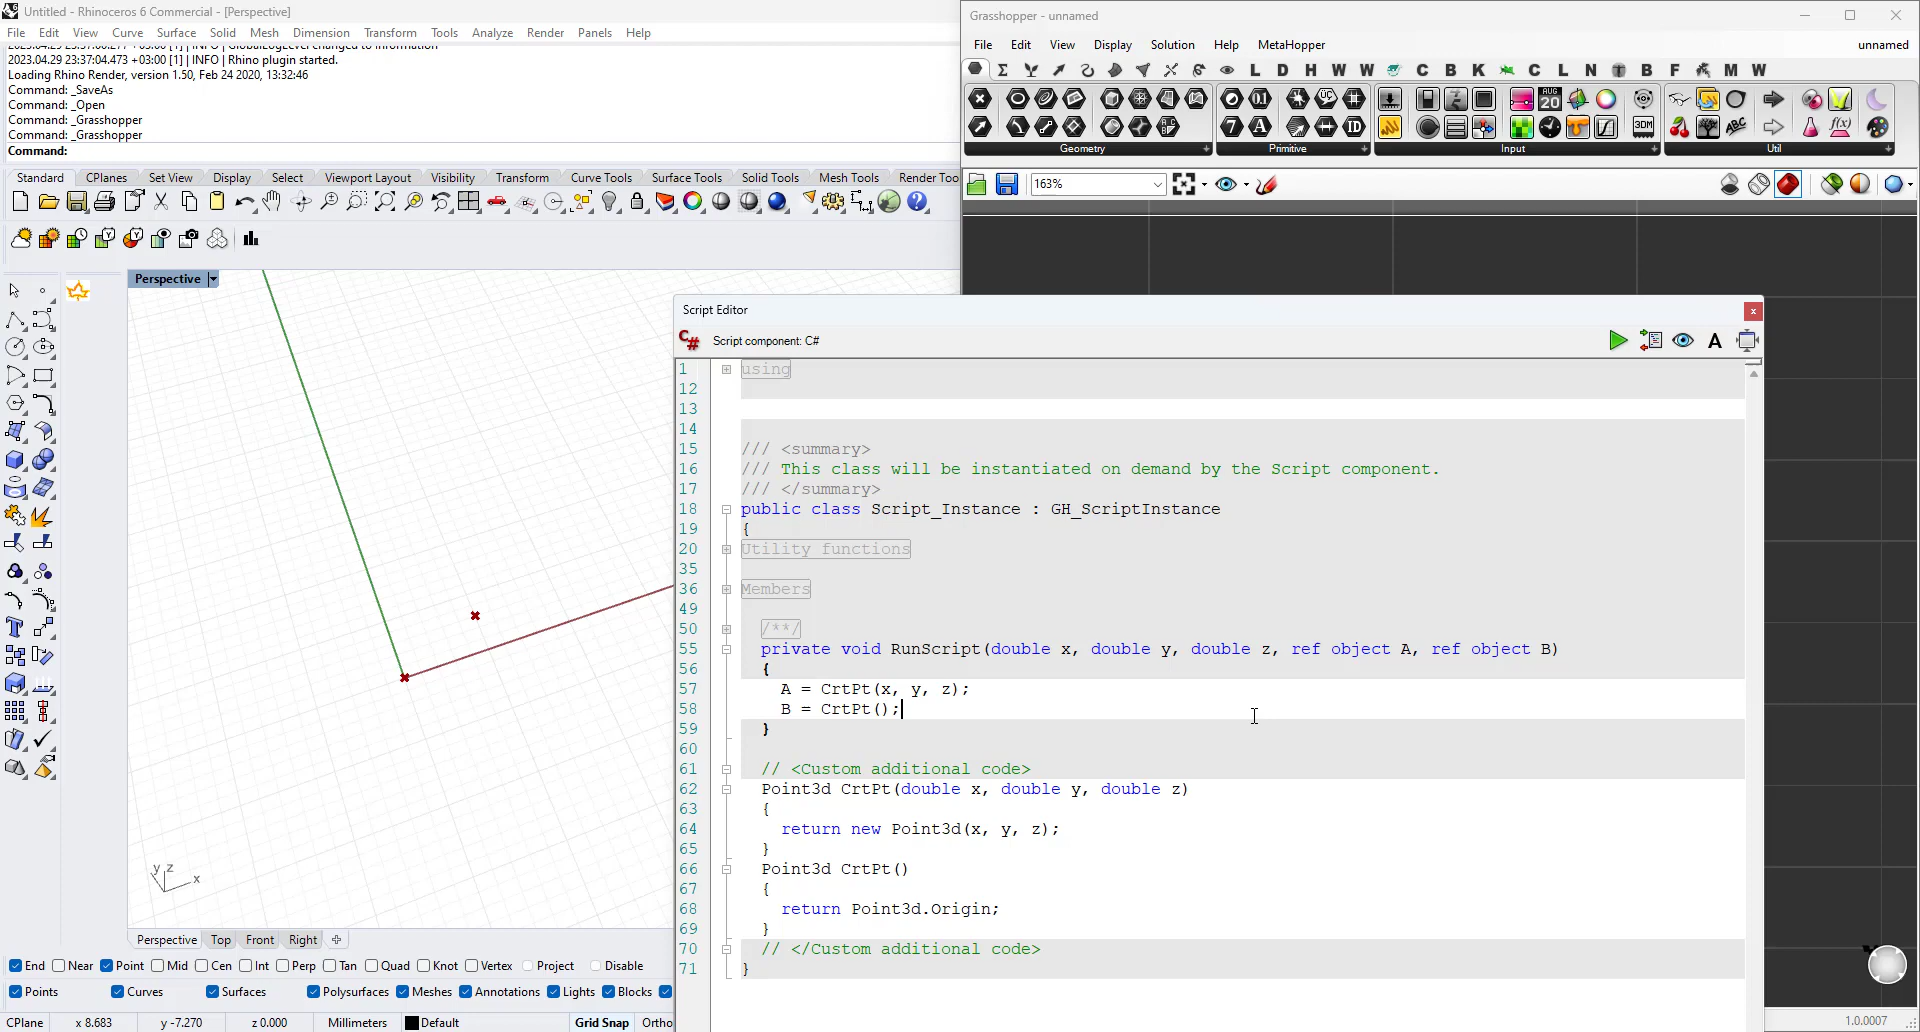 Untitled - Rhinoceros 6 Commercial - [Perspective]
File Edit View Curve Surface Solid Mesh Dimension Transform Tools Analyze Render Panels Help
2023.04.29 23:37:04.473 +03:00 [1] | INFO | Rhino plugin started.
Loading Rhino Render, version 1.50, Feb 24 2020, 13:32:46
Command: _SaveAs
Command: _Open
Command: _Grasshopper
Command: _Grasshopper
Command:
Standard CPlanes Set View Display Select Viewport Layout Visibility Transform Curve Tools Surface Tools Solid Tools Mesh Tools Render Too
Perspective
y z
x
Perspective Top Front Right
End Near Point Mid Cen Int Perp Tan Quad Knot Vertex Project Disable
Points Curves Surfaces Polysurfaces Meshes Annotations Lights Blocks
CPlane x 8.683 y -7.270 z 0.000 Millimeters Default Grid Snap Ortho
Grasshopper - unnamed
File Edit View Display Solution Help MetaHopper unnamed
L D H W W C B K C L N B F M W
Geometry Primitive Input Util
163%
Script Editor
Script component: C#
1 using
12
13
14
15 /// <summary>
16 /// This class will be instantiated on demand by the Script component.
17 /// </summary>
18 public class Script_Instance : GH_ScriptInstance
19 {
20 Utility functions
35
36 Members
49
50 /**/
55 private void RunScript(double x, double y, double z, ref object A, ref object B)
56 {
57 A = CrtPt(x, y, z);
58 B = CrtPt();
59 }
60
61 // <Custom additional code>
62 Point3d CrtPt(double x, double y, double z)
63 {
64 return new Point3d(x, y, z);
65 }
66 Point3d CrtPt()
67 {
68 return Point3d.Origin;
69 }
70 // </Custom additional code>
71 }
1.0.0007